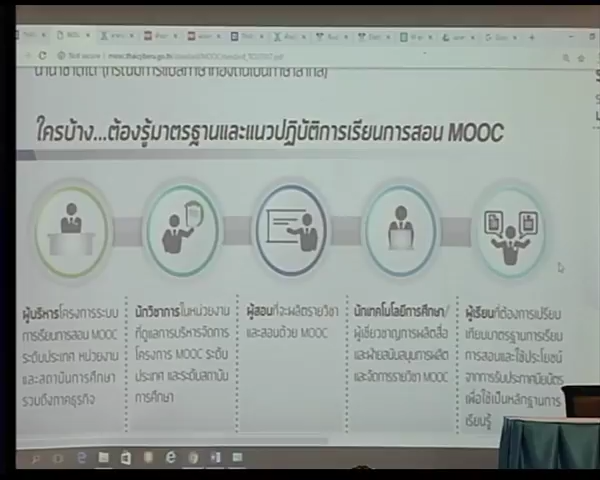 Not secure
ใครบ้าง...ต้องรู้มาตรฐานและแนวปฏิบัติการเรียนการสอน MOOC
ผู้บริหารโครงการระบบ
การเรียนการสอน MOOC
ระดับประเทศ หน่วยงาน
และสถาบันการศึกษา
รวมถึงภาคธุรกิจ
นักวิชาการในหน่วยงาน
ที่ดูแลการบริหารจัดการ
โครงการ MOOC ระดับ
ประเทศ และระดับสถาบัน
การศึกษา
ผู้สอนที่จะผลิตรายวิชา
และสอนด้วย MOOC
นักเทคโนโลยีการศึกษา/
ผู้เชี่ยวชาญการผลิตสื่อ
และฝ่ายสนับสนุนการผลิต
และจัดการรายวิชา MOOC
ผู้เรียนที่ต้องการเปรียบ
เทียบมาตรฐานการเรียน
การสอนและใช้ประโยชน์
จากการรับประกาศนียบัตร
เพื่อใช้เป็นหลักฐานการ
เรียนรู้